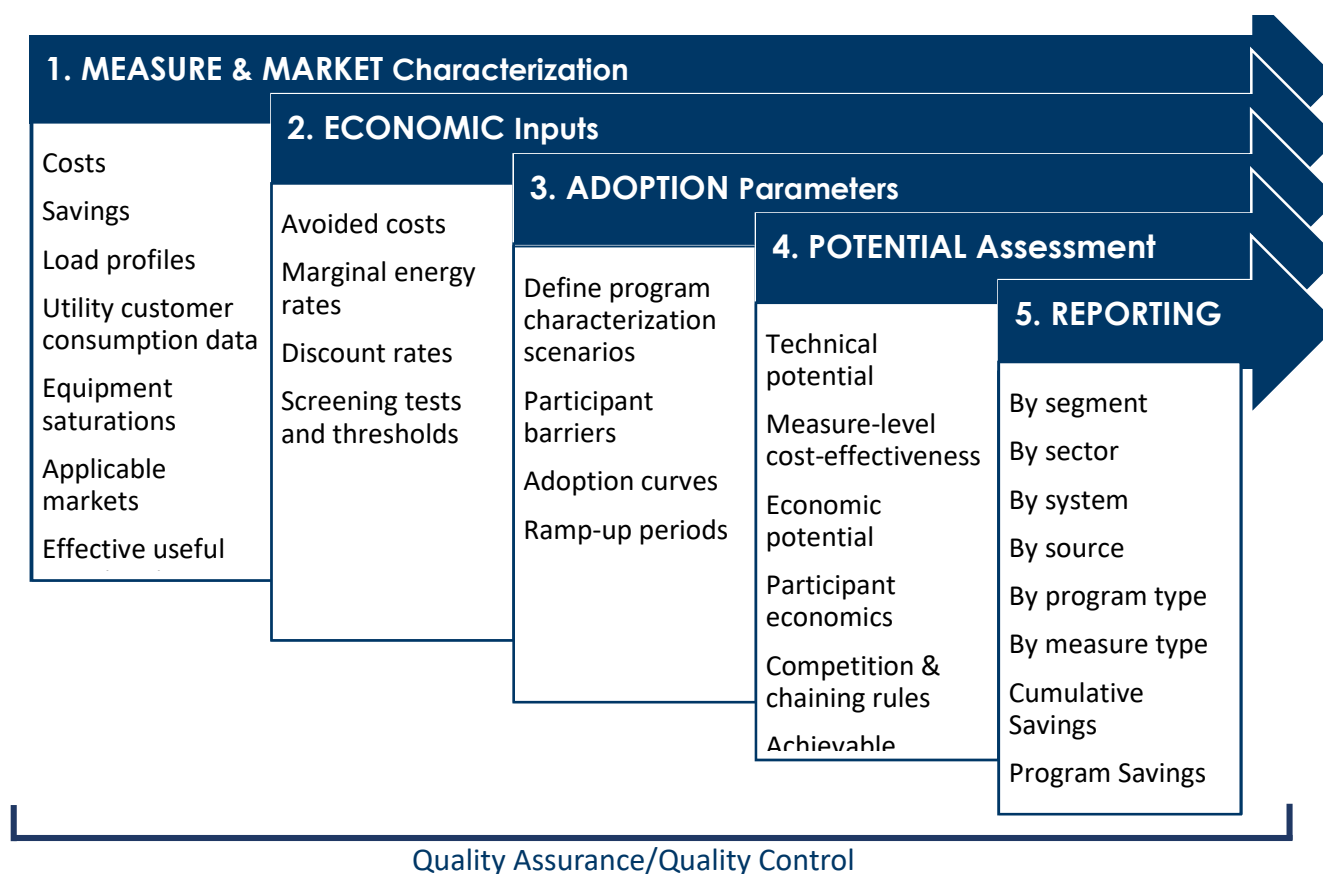 1. MEASURE & MARKET Characterization
Costs
Savings
Load profiles
Utility customer
consumption data
Equipment
saturations
Applicable
markets
Effective useful
2. ECONOMIC Inputs
Avoided costs
Marginal energy
rates
Discount rates
Screening tests
and thresholds
3. ADOPTION Parameters
Define program
characterization
scenarios
Participant
barriers
Adoption curves
Ramp-up periods
4. POTENTIAL Assessment
Technical
potential
Measure-level
cost-effectiveness
Economic
potential
Participant
economics
Competition &
chaining rules
Achievable
5. REPORTING
By segment
By sector
By system
By source
By program type
By measure type
Cumulative
Savings
Program Savings
Quality Assurance/Quality Control